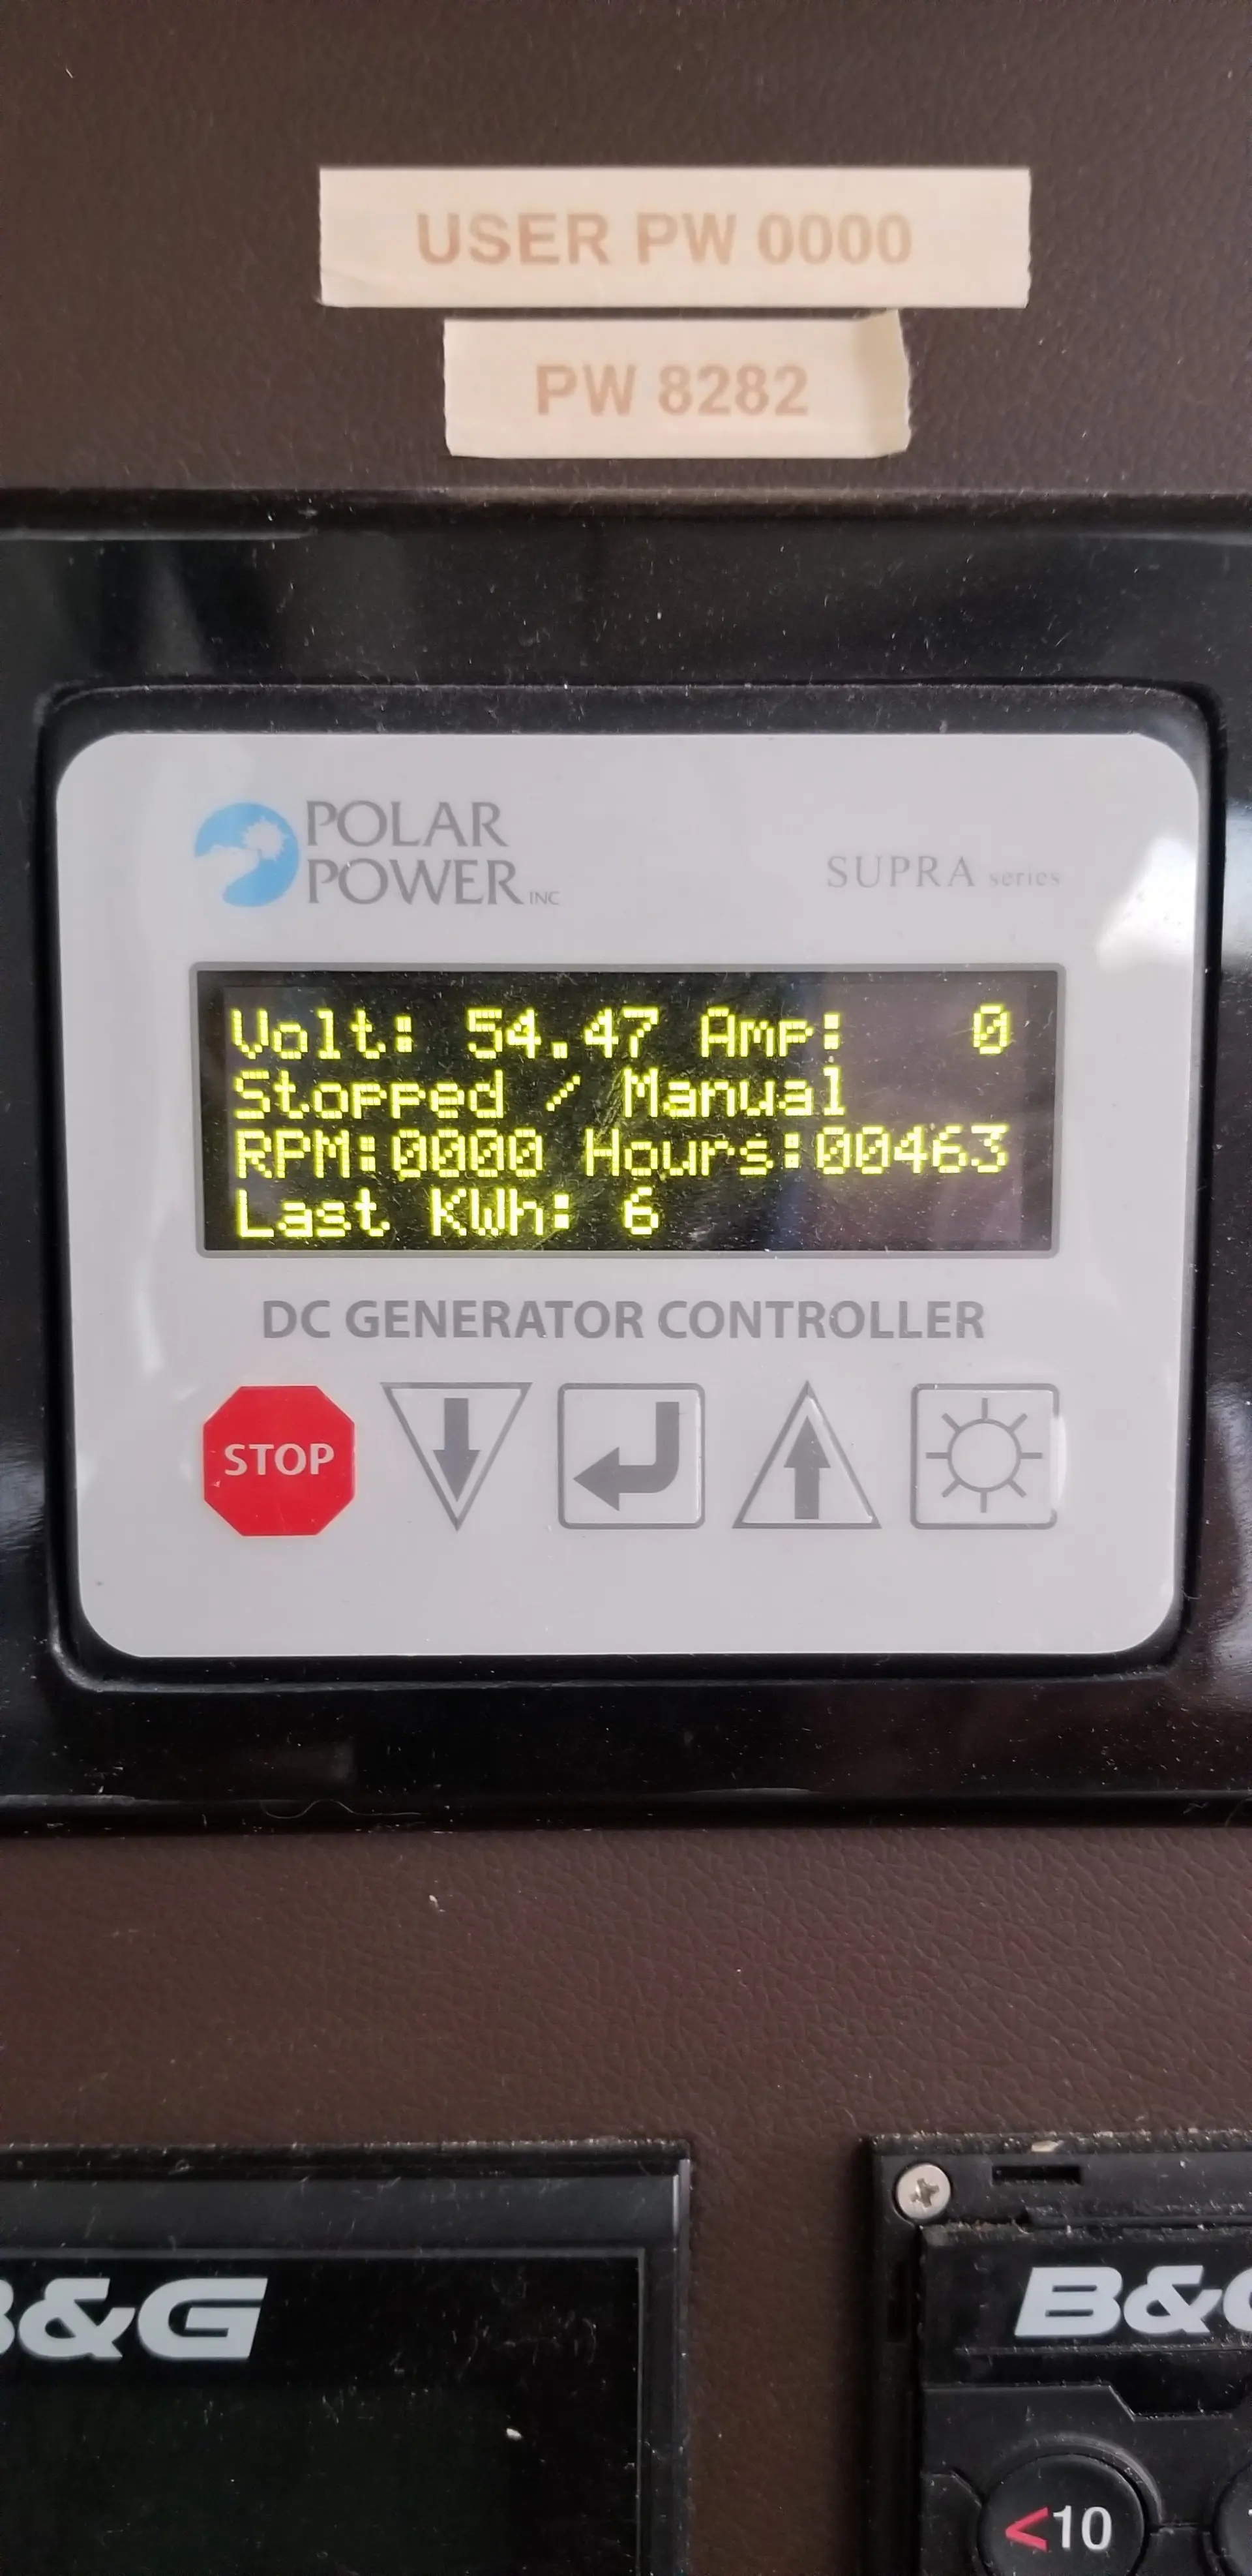 USER PW 0000
PW 8282
POLAR
POWER INC
SUPRA series
Volt: 54.47 Amp: 0
Stopped / Manual
RPM:0000 Hours:00463
Last KWh: 6
DC GENERATOR CONTROLLER
STOP
B&G
B&G
<10